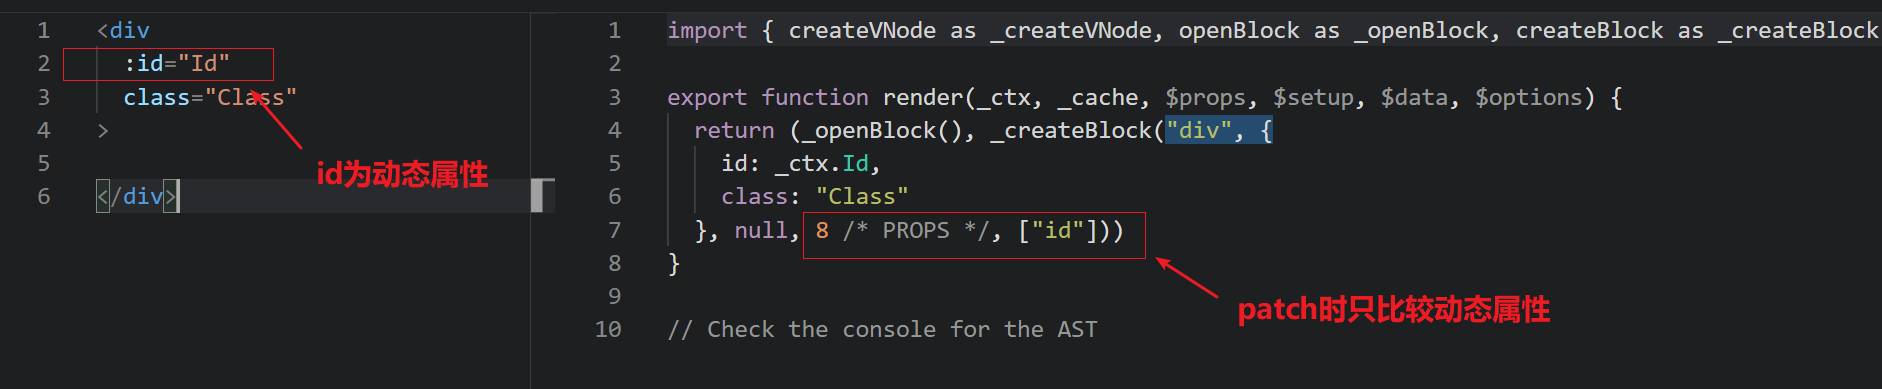 1 <div
2 :id="Id"
3 class="Class"
4 >
5
6 </div>
id为动态属性
1 import { createVNode as _createVNode, openBlock as _openBlock, createBlock as _createBlock
2
3 export function render(_ctx, _cache, $props, $setup, $data, $options) {
4 return (_openBlock(), _createBlock("div", {
5 id: _ctx.Id,
6 class: "Class"
7 }, null, 8 /* PROPS */, ["id"]))
8 }
9
10 // Check the console for the AST
patch时只比较动态属性